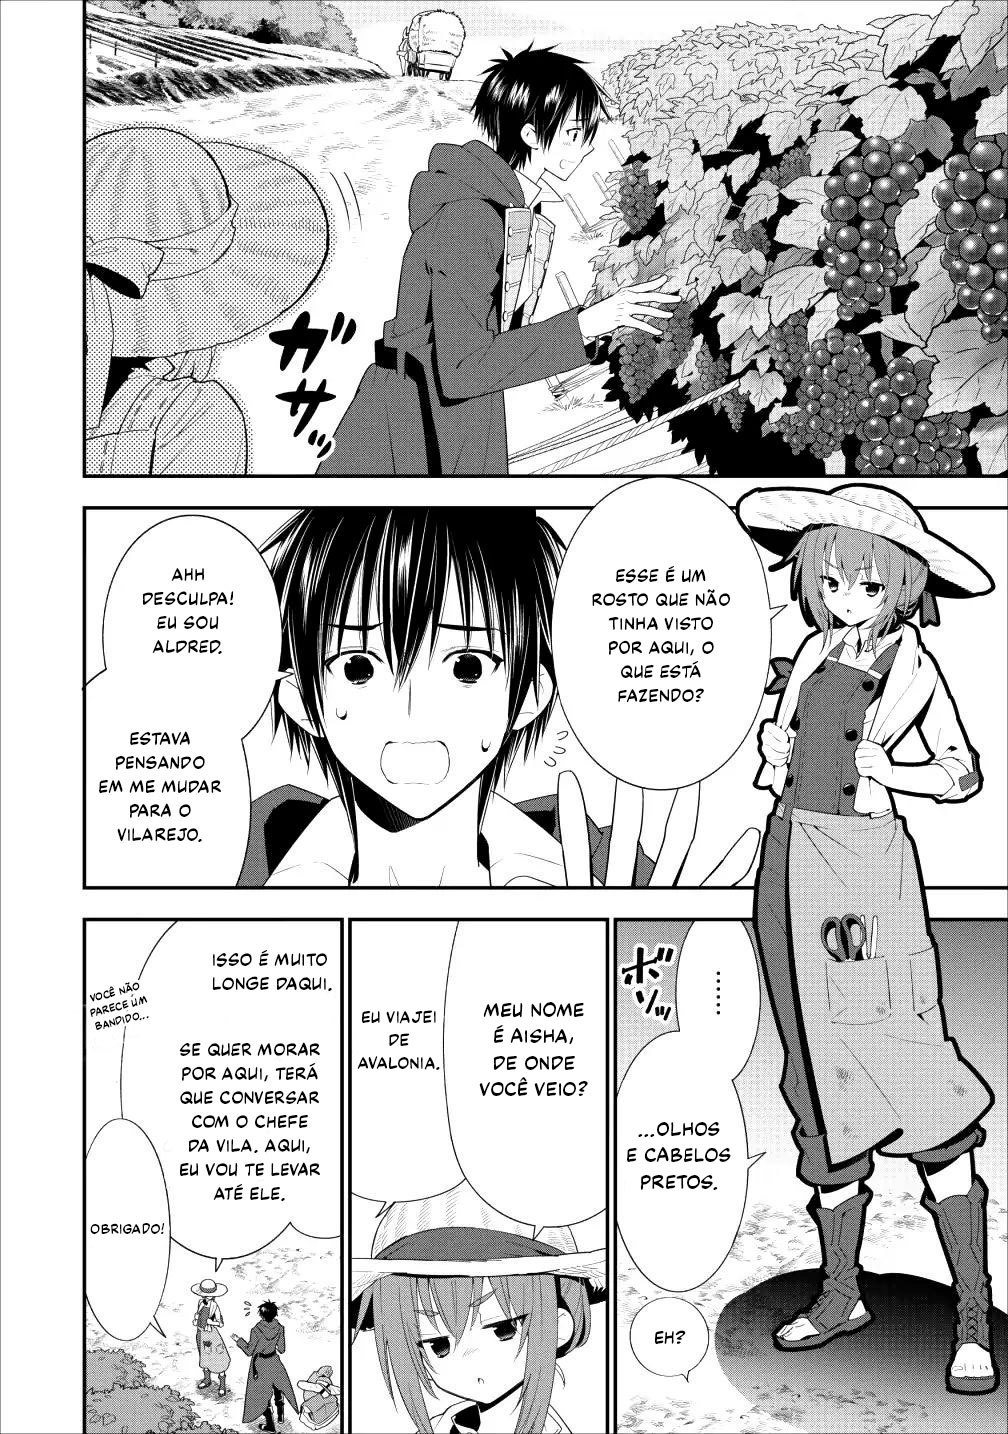 ガサッ
ESSE É UM
ROSTO QUE NÃO
TINHA VISTO
POR AQUI, O
QUE ESTÁ
FAZENDO?
AHH
DESCULPA!
EU SOU
ALDRED.
ESTAVA
PENSANDO
EM ME MUDAR
PARA O
VILAREJO.
......
ボソッ
...OLHOS
E CABELOS
PRETOS.
EH?
MEU NOME
É AISHA,
DE ONDE
VOCÊ VEIO?
EU VIAJEI
DE
AVALONIA.
ISSO É MUITO
LONGE DAQUI.
SE QUER MORAR
POR AQUI, TERÁ
QUE CONVERSAR
COM O CHEFE
DA VILA. AQUI,
EU VOU TE LEVAR
ATÉ ELE.
VOCÊ NÃO
PARECE UM
BANDIDO...
OBRIGADO!